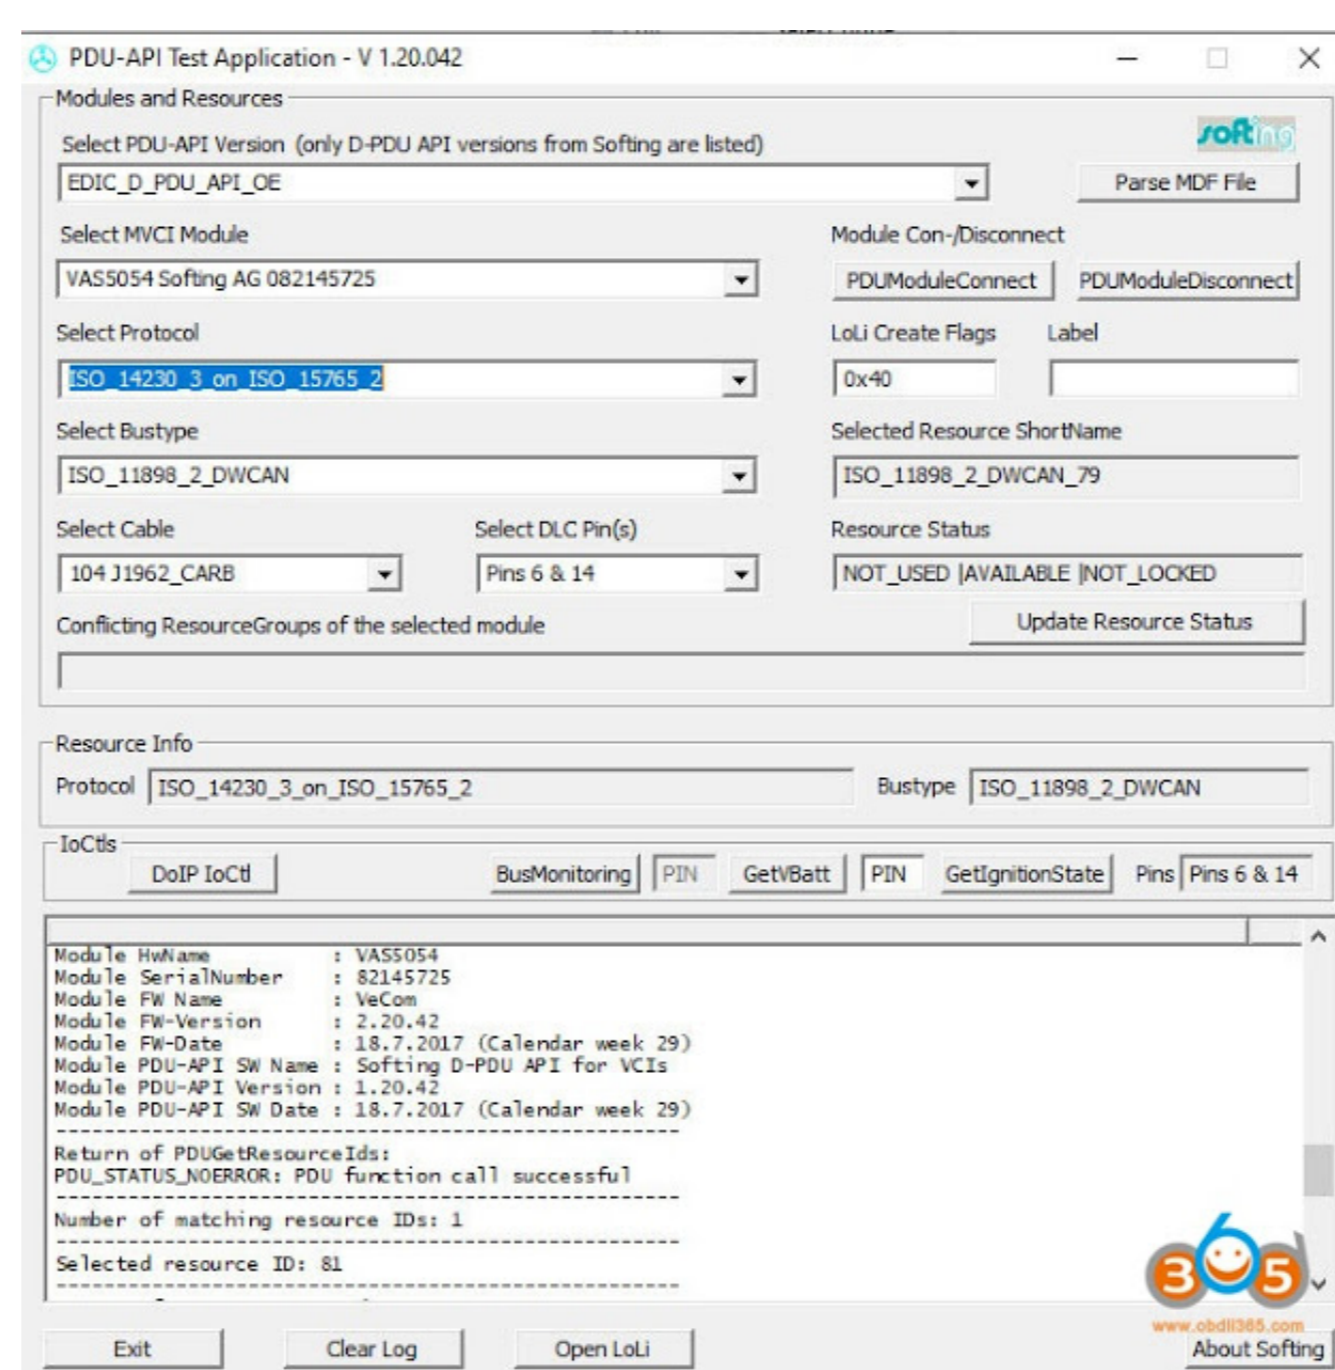 PDU-API Test Application - V 1.20.042
Modules and Resources
Select PDU-API Version (only D-PDU API versions from Softing are listed)
softing
EDIC_D_PDU_API_OE
Parse MDF File
Select MVCI Module
Module Con-/Disconnect
VAS5054 Softing AG 082145725
PDUModuleConnect
PDUModuleDisconnect
Select Protocol
LoLi Create Flags
Label
ISO_14230_3_on_ISO_15765_2
0x40
Select Bustype
Selected Resource ShortName
ISO_11898_2_DWCAN
ISO_11898_2_DWCAN_79
Select Cable
Select DLC Pin(s)
Resource Status
104 J1962_CARB
Pins 6 & 14
NOT_USED |AVAILABLE |NOT_LOCKED
Conflicting ResourceGroups of the selected module
Update Resource Status
Resource Info
Protocol ISO_14230_3_on_ISO_15765_2
Bustype ISO_11898_2_DWCAN
IoCtls
DoIP IoCtl
BusMonitoring PIN
GetVBatt PIN
GetIgnitionState
Pins Pins 6 & 14
Module HwName : VAS5054
Module SerialNumber : 82145725
Module FW Name : VeCom
Module FW-Version : 2.20.42
Module FW-Date : 18.7.2017 (Calendar week 29)
Module PDU-API SW Name : Softing D-PDU API for VCIs
Module PDU-API Version : 1.20.42
Module PDU-API SW Date : 18.7.2017 (Calendar week 29)
Return of PDUGetResourceIds:
PDU_STATUS_NOERROR: PDU function call successful
Number of matching resource IDs: 1
Selected resource ID: 81
365
www.obdii365.com
Exit
Clear Log
Open LoLi
About Softing